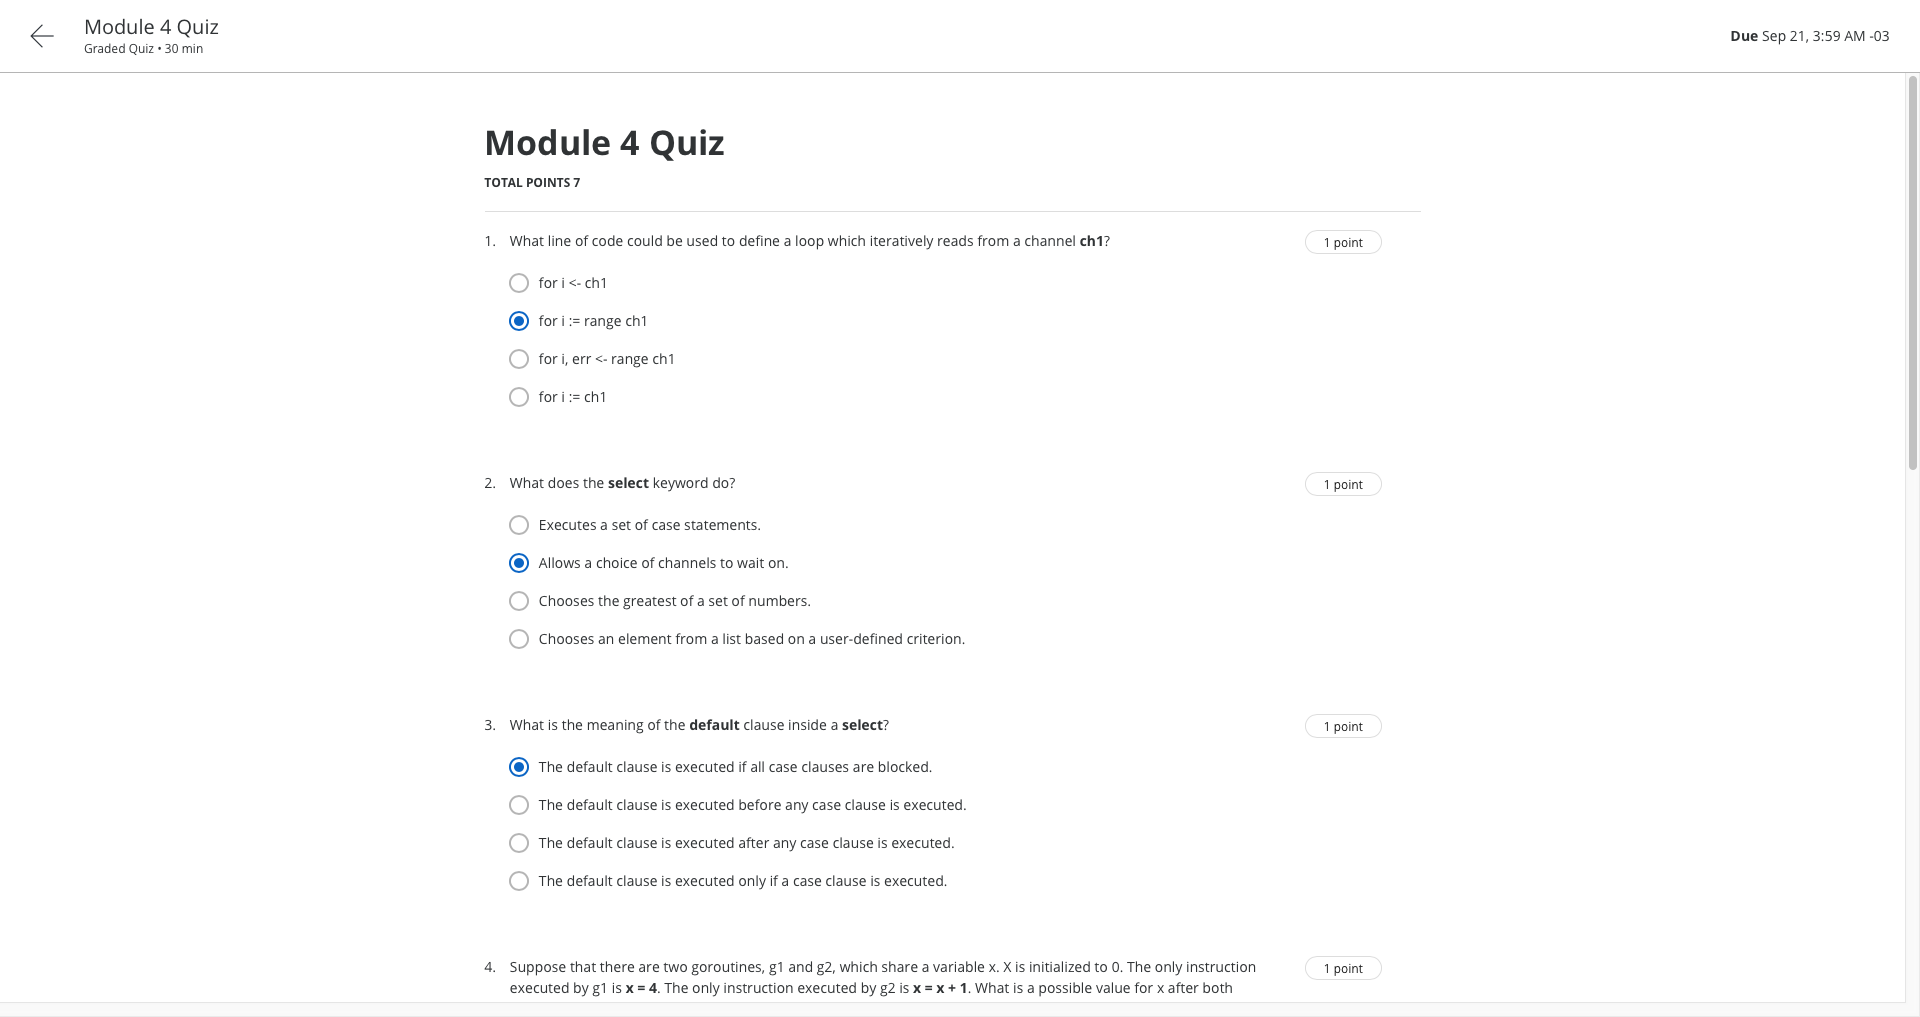 Module 4 Quiz
Graded Quiz • 30 min
Due Sep 21, 3:59 AM -03
Module 4 Quiz
TOTAL POINTS 7
1. What line of code could be used to define a loop which iteratively reads from a channel ch1?
1 point
for i <- ch1
for i := range ch1
for i, err <- range ch1
for i := ch1
2. What does the select keyword do?
1 point
Executes a set of case statements.
Allows a choice of channels to wait on.
Chooses the greatest of a set of numbers.
Chooses an element from a list based on a user-defined criterion.
3. What is the meaning of the default clause inside a select?
1 point
The default clause is executed if all case clauses are blocked.
The default clause is executed before any case clause is executed.
The default clause is executed after any case clause is executed.
The default clause is executed only if a case clause is executed.
4. Suppose that there are two goroutines, g1 and g2, which share a variable x. X is initialized to 0. The only instruction
1 point
executed by g1 is x = 4. The only instruction executed by g2 is x = x + 1. What is a possible value for x after both